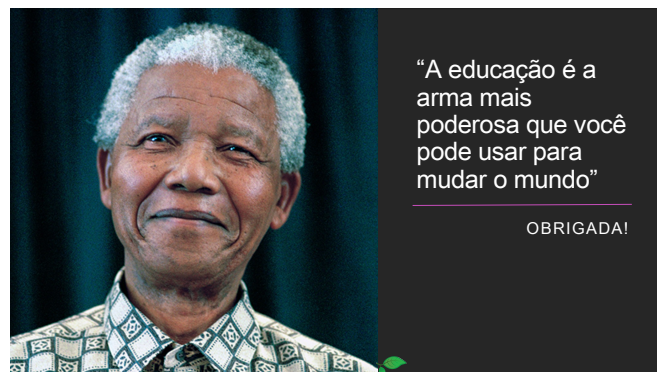 “A educação é a
arma mais
poderosa que você
pode usar para
mudar o mundo”
OBRIGADA!